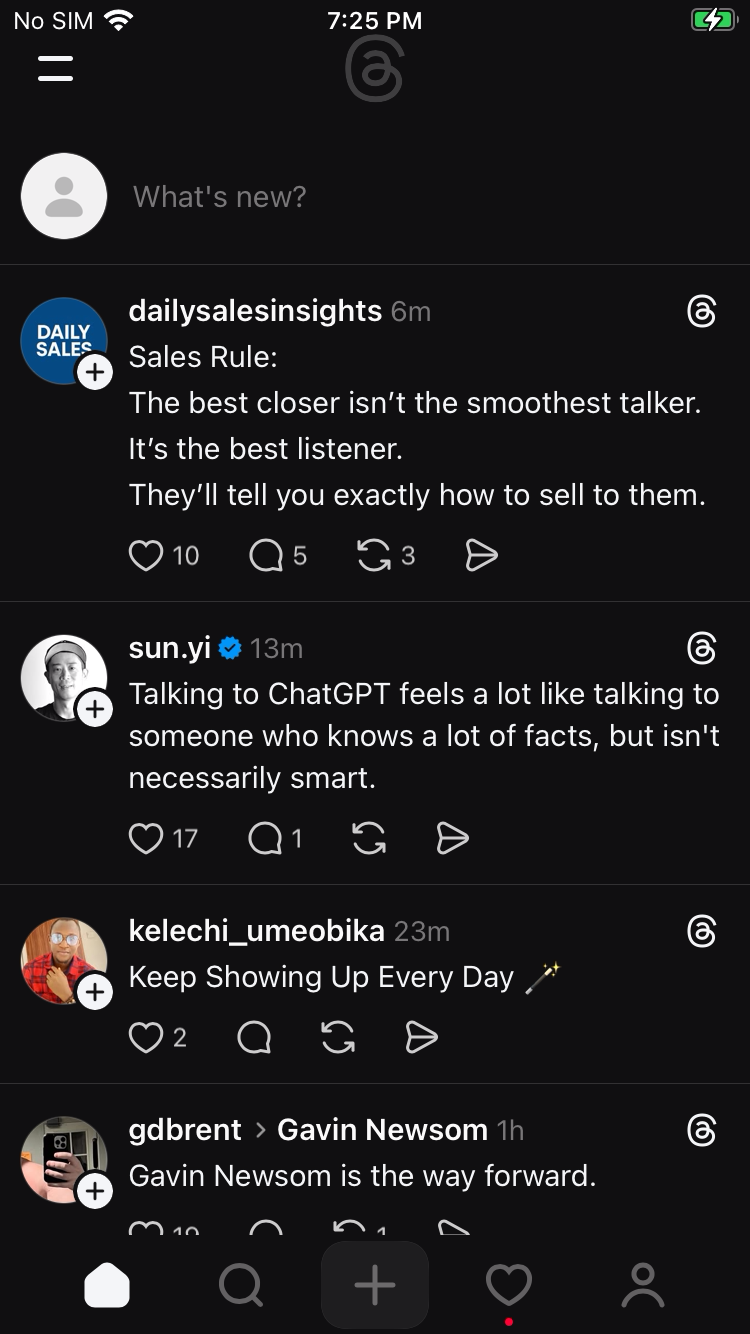 No SIM 7:25 PM
What's new?
dailysalesinsights 6m
DAILY
SALES
Sales Rule:
The best closer isn’t the smoothest talker.
It’s the best listener.
They’ll tell you exactly how to sell to them.
10 5 3
sun.yi 13m
Talking to ChatGPT feels a lot like talking to
someone who knows a lot of facts, but isn't
necessarily smart.
17 1
kelechi_umeobika 23m
Keep Showing Up Every Day 🪄
2
gdbrent > Gavin Newsom 1h
Gavin Newsom is the way forward.